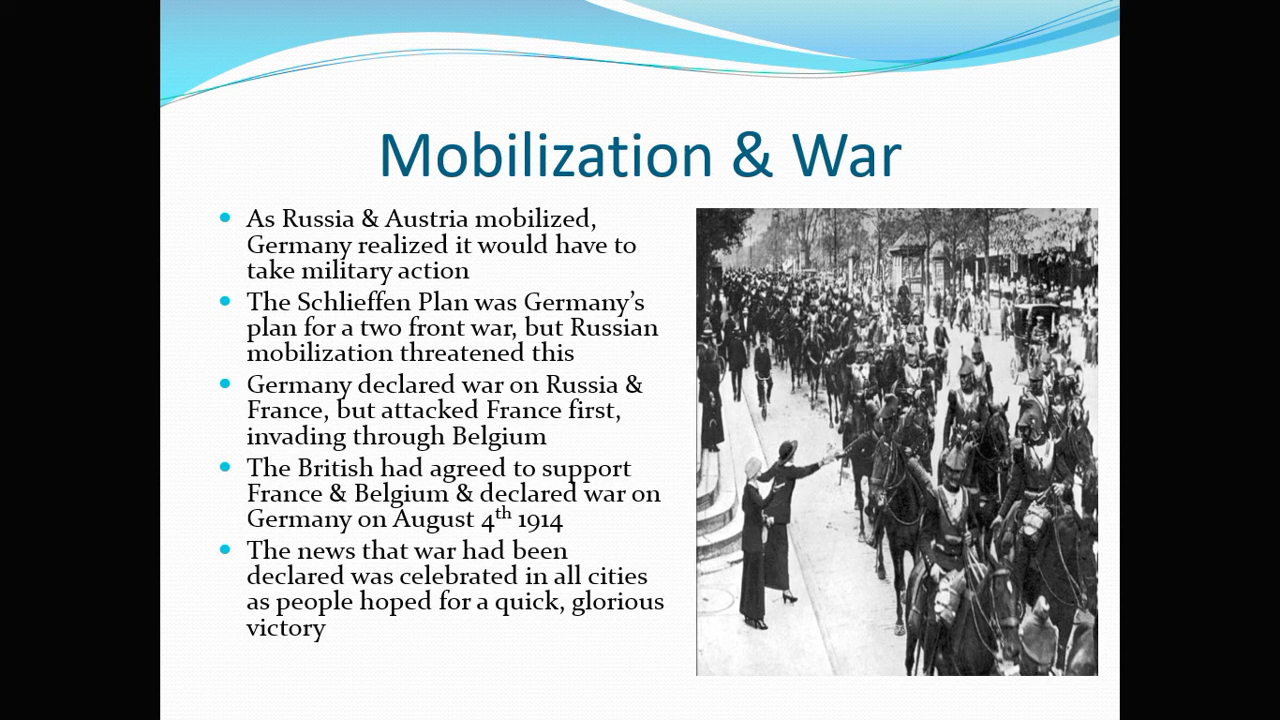 Mobilization & War
As Russia & Austria mobilized,
Germany realized it would have to
take military action
The Schlieffen Plan was Germany's
plan for a two front war, but Russian
mobilization threatened this
Germany declared war on Russia &
France, but attacked France first,
invading through Belgium
The British had agreed to support
France & Belgium & declared war on
Germany on August 4th 1914
The news that war had been
declared was celebrated in all cities
as people hoped for a quick, glorious
victory